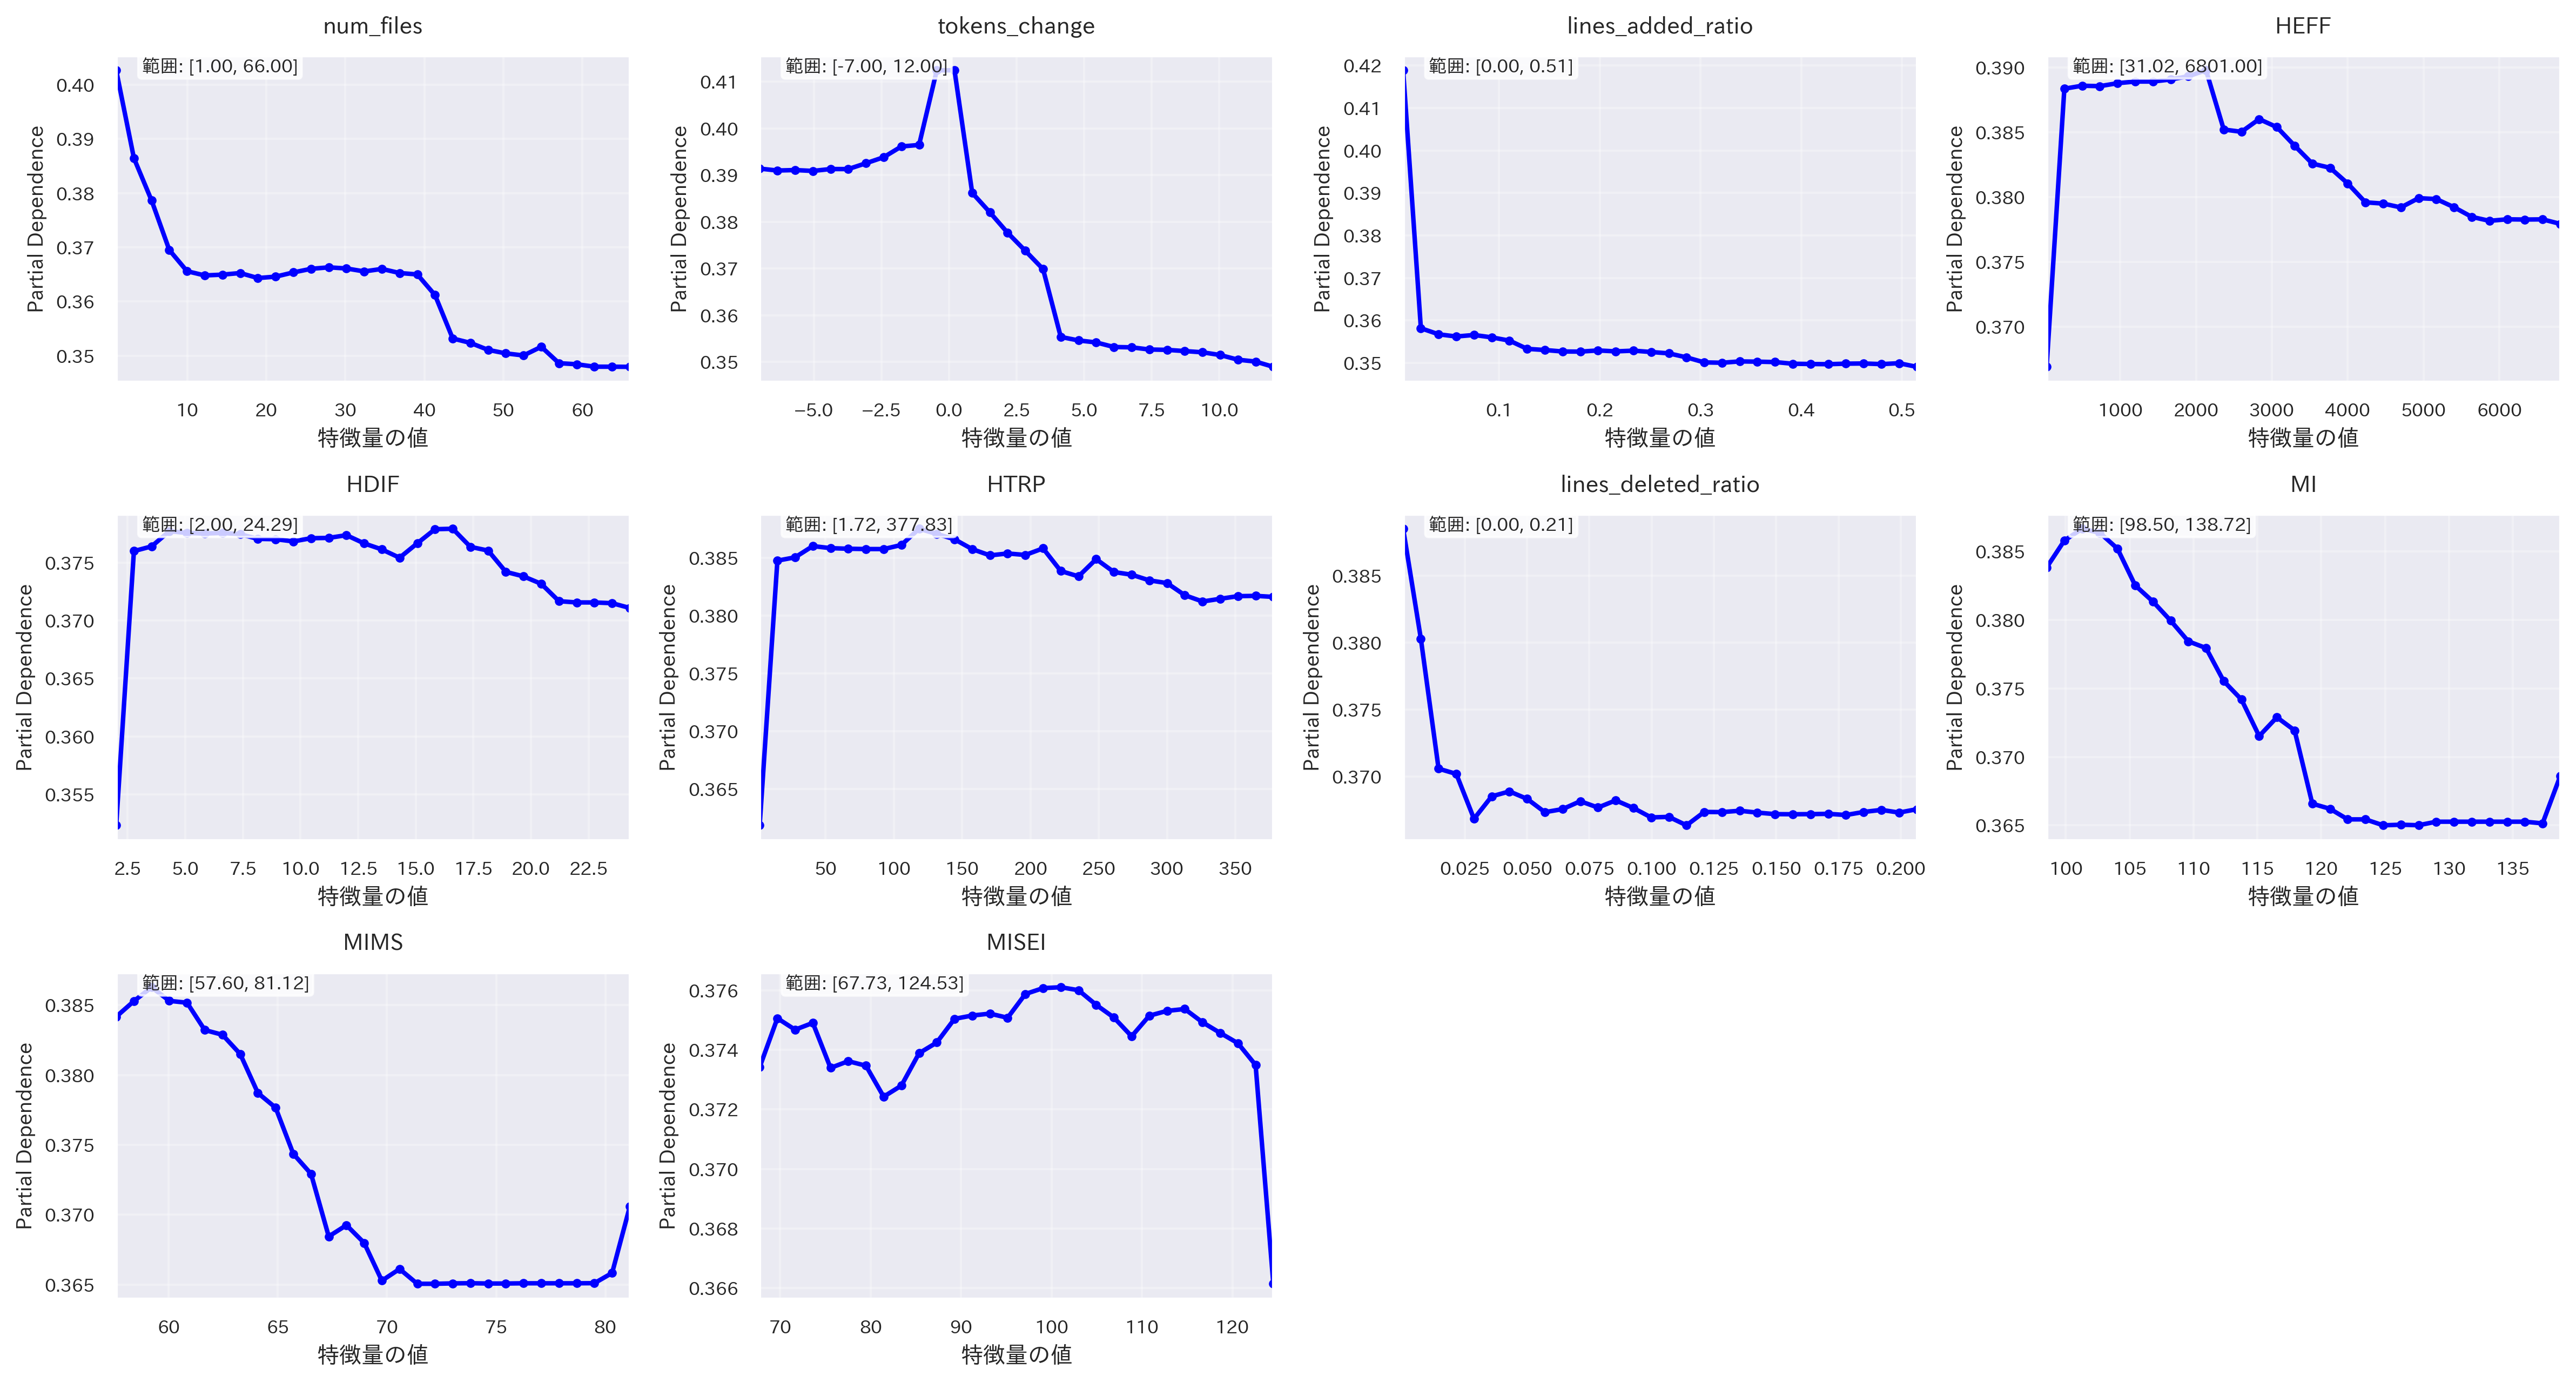 num_files
範囲: [1.00, 66.00]
Partial Dependence
0.40
0.39
0.38
0.37
0.36
0.35
10 20 30 40 50 60
特徴量の値
tokens_change
範囲: [-7.00, 12.00]
Partial Dependence
0.41
0.40
0.39
0.38
0.37
0.36
0.35
−5.0 −2.5 0.0 2.5 5.0 7.5 10.0
特徴量の値
lines_added_ratio
範囲: [0.00, 0.51]
Partial Dependence
0.42
0.41
0.40
0.39
0.38
0.37
0.36
0.35
0.1 0.2 0.3 0.4 0.5
特徴量の値
HEFF
範囲: [31.02, 6801.00]
Partial Dependence
0.390
0.385
0.380
0.375
0.370
1000 2000 3000 4000 5000 6000
特徴量の値
HDIF
範囲: [2.00, 24.29]
Partial Dependence
0.375
0.370
0.365
0.360
0.355
2.5 5.0 7.5 10.0 12.5 15.0 17.5 20.0 22.5
特徴量の値
HTRP
範囲: [1.72, 377.83]
Partial Dependence
0.385
0.380
0.375
0.370
0.365
50 100 150 200 250 300 350
特徴量の値
lines_deleted_ratio
範囲: [0.00, 0.21]
Partial Dependence
0.385
0.380
0.375
0.370
0.025 0.050 0.075 0.100 0.125 0.150 0.175 0.200
特徴量の値
MI
範囲: [98.50, 138.72]
Partial Dependence
0.385
0.380
0.375
0.370
0.365
100 105 110 115 120 125 130 135
特徴量の値
MIMS
範囲: [57.60, 81.12]
Partial Dependence
0.385
0.380
0.375
0.370
0.365
60 65 70 75 80
特徴量の値
MISEI
範囲: [67.73, 124.53]
Partial Dependence
0.376
0.374
0.372
0.370
0.368
0.366
70 80 90 100 110 120
特徴量の値